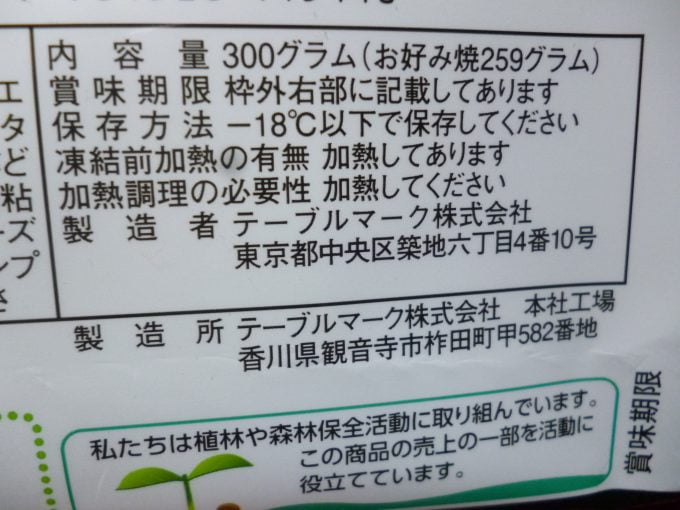 内容量 300グラム（お好み焼259グラム）
賞味期限 枠外右部に記載してあります
保存方法 −18℃以下で保存してください
凍結前加熱の有無 加熱してあります
加熱調理の必要性 加熱してください
製造者 テーブルマーク株式会社
東京都中央区築地六丁目4番10号
製造所 テーブルマーク株式会社 本社工場
香川県観音寺市柞田町甲582番地
エ
タ
ど
粘
ーズ
ンプ
さ
私たちは植林や森林保全活動に取り組んでいます。
この商品の売上の一部を活動に
役立てています。
賞味期限